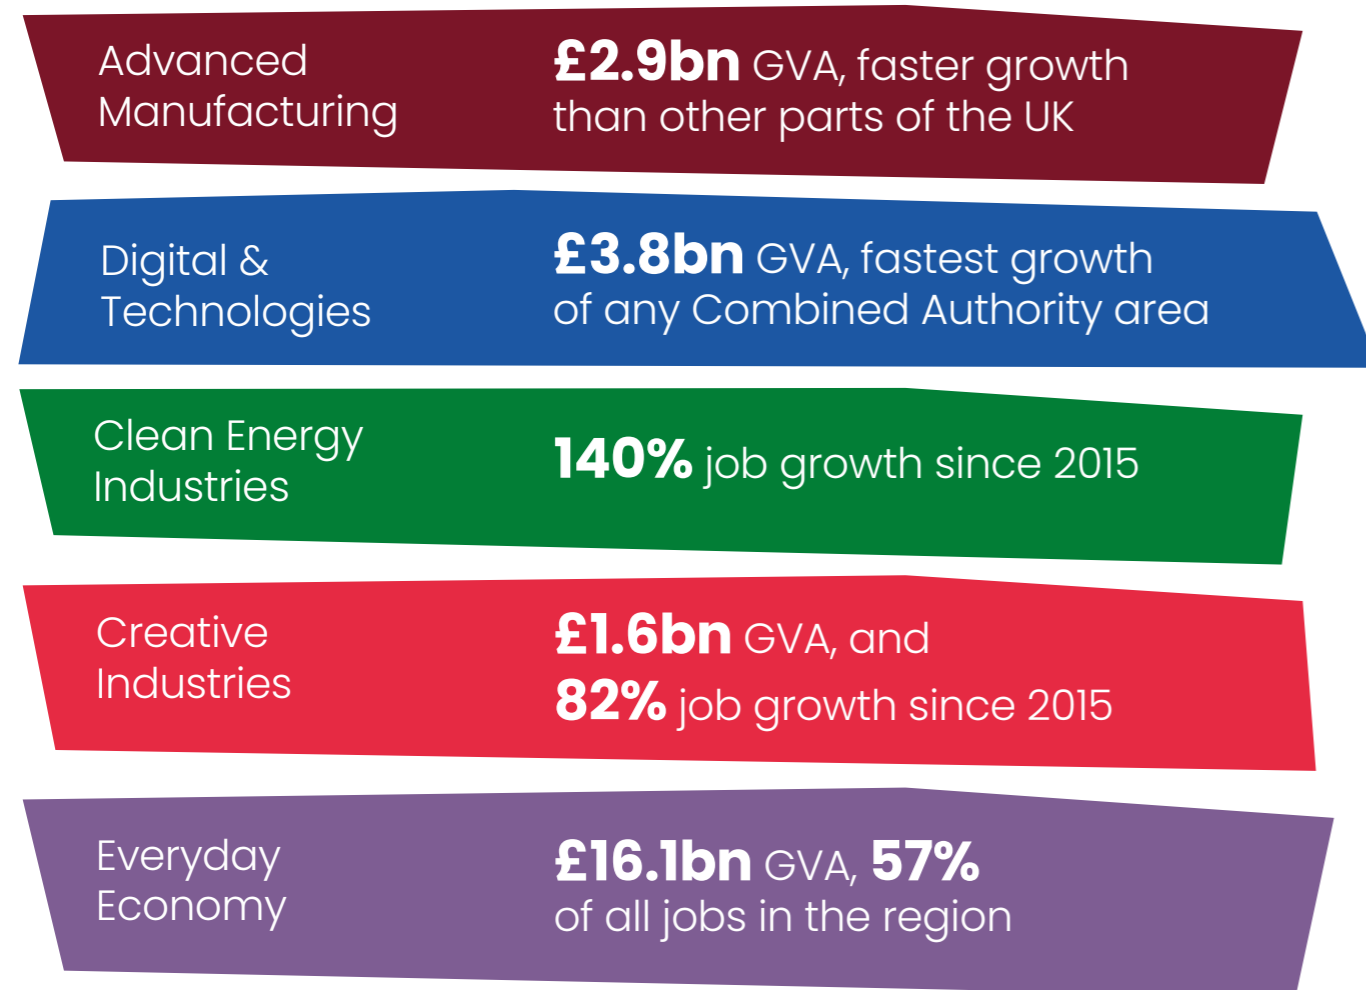 Advanced
Manufacturing
£2.9bn GVA, faster growth
than other parts of the UK
Digital &
Technologies
£3.8bn GVA, fastest growth
of any Combined Authority area
Clean Energy
Industries
140% job growth since 2015
Creative
Industries
£1.6bn GVA, and
82% job growth since 2015
Everyday
Economy
£16.1bn GVA, 57%
of all jobs in the region